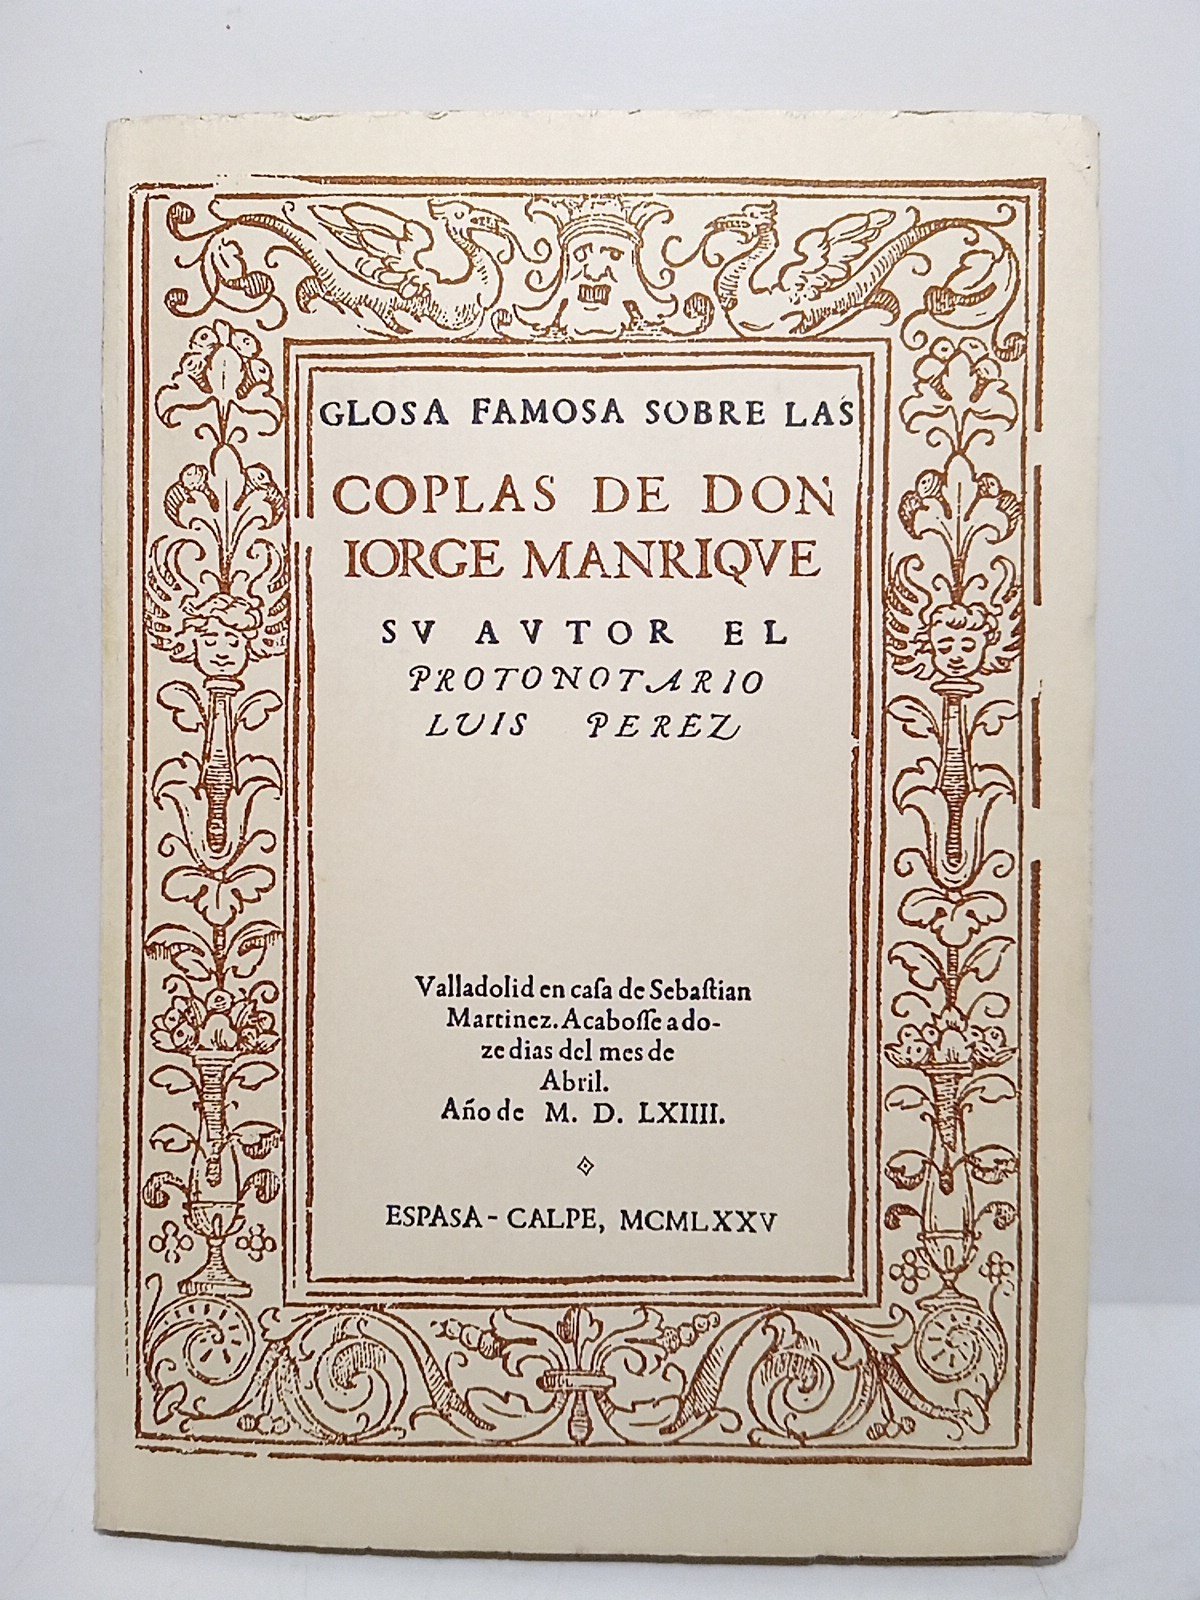 GLOSA FAMOSA SOBRE LAS
COPLAS DE DON
IORGE MANRIQVE
SV AVTOR EL
PROTONOTARIO
LUIS PEREZ
Valladolid en caſa de Sebaſtian
Martinez. Acaboſſe a do-
ze dias del mes de
Abril.
Año de M. D. LXIIII.
ESPASA - CALPE, MCMLXXV